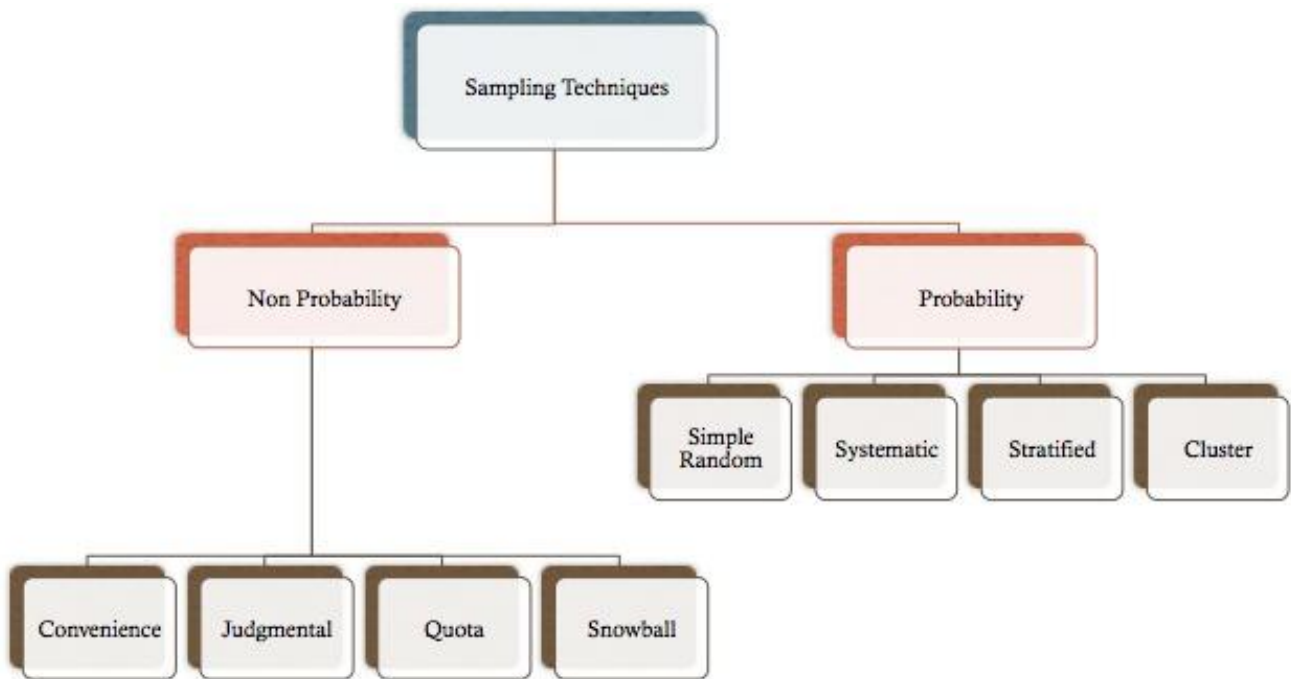 Sampling Techniques
Non Probability
Probability
Simple
Random
Systematic
Stratified
Cluster
Convenience
Judgmental
Quota
Snowball